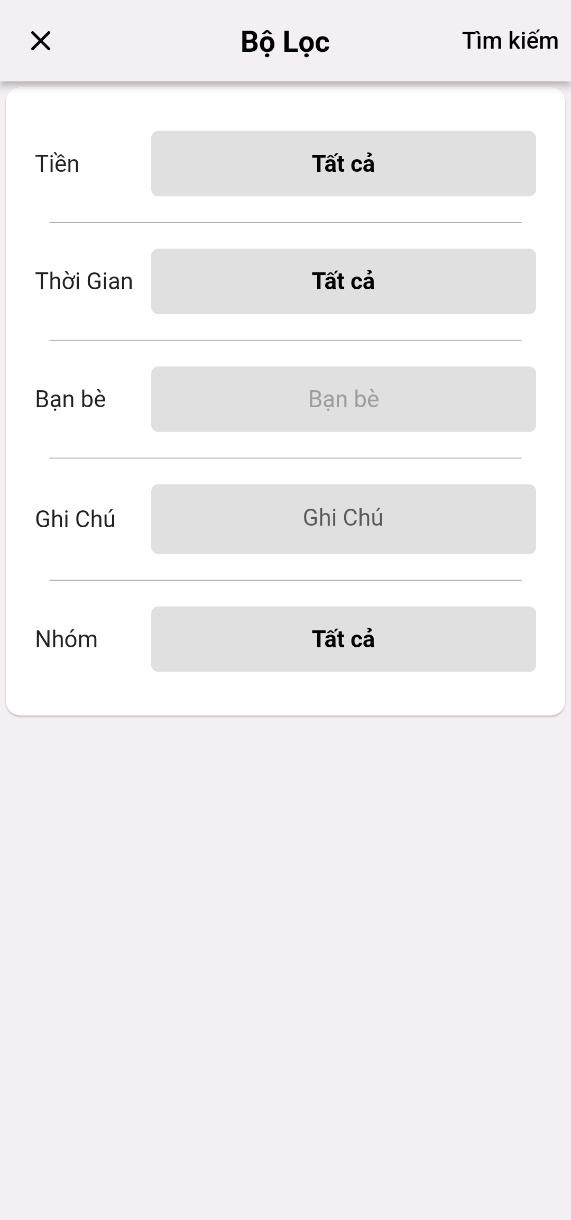 Bộ Lọc
Tìm kiếm
Tiền
Tất cả
Thời Gian
Tất cả
Bạn bè
Bạn bè
Ghi Chú
Ghi Chú
Nhóm
Tất cả